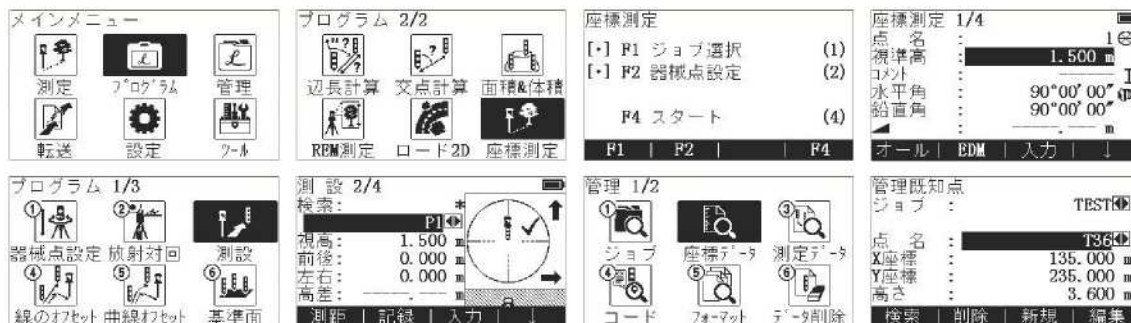 メインメニュー
測定 プログラム 管理
転送 設定 ツール
プログラム 2/2
辺長計算 交点計算 面積&体積
REM測定 ロード2D 座標測定
座標測定
[・] F1 ジョブ選択 (1)
[・] F2 器械点設定 (2)
F4 スタート (4)
F1 | F2 | | F4
座標測定 1/4
点 名 : 1
視準高 : 1.500 m
コメント : -----
水平角 : 90°00′00″
鉛直角 : 90°00′00″
: -----.--- m
オール | EDM | 入力 | ↓
プログラム 1/3
① ②
器械点設定 放射対回 測設
④ ⑤ ⑥
線のオフセット 曲線オフセット 基準面
測 設 2/4
検索: *
P1
視高: 1.500 m
前後: 0.000 m
左右: 0.000 m
高差: ----.--- m
測距 | 記録 | 入力 | ↓
管理 1/2
① ③
ジョブ 座標データ 測定データ
④ ⑤ ⑥
コード フォーマット データ削除
管理既知点
ジョブ : TEST
点 名 : T36
X座標 : 135.000 m
Y座標 : 235.000 m
高さ : 3.600 m
検索 | 削除 | 新規 | 編集